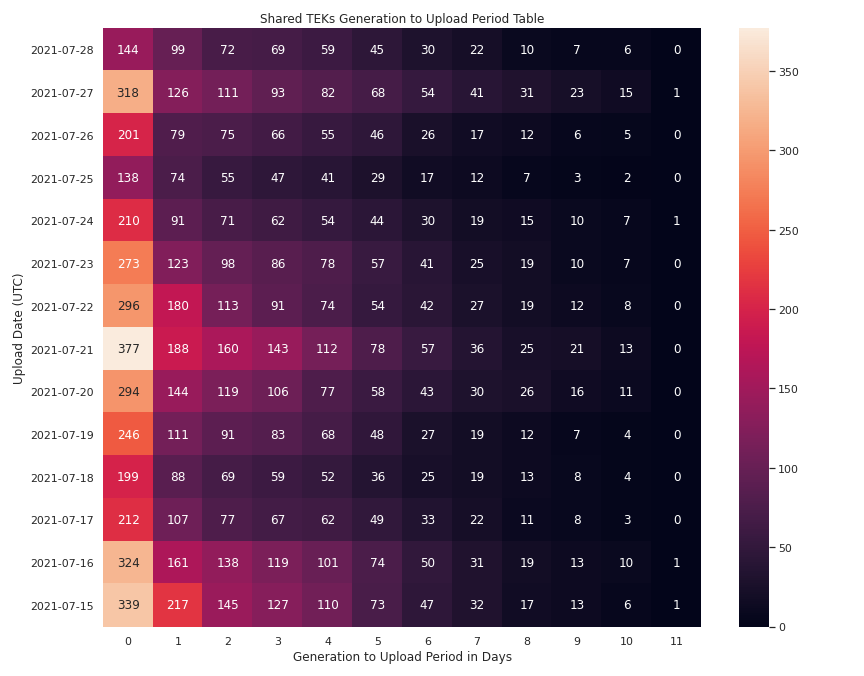 Shared TEKs Generation to Upload Period Table
2021-07-28 144 99 72 69 59 45 30 22 10 7 6 0
2021-07-27 318 126 111 93 82 68 54 41 31 23 15 1
2021-07-26 201 79 75 66 55 46 26 17 12 6 5 0
2021-07-25 138 74 55 47 41 29 17 12 7 3 2 0
2021-07-24 210 91 71 62 54 44 30 19 15 10 7 1
2021-07-23 273 123 98 86 78 57 41 25 19 10 7 0
2021-07-22 296 180 113 91 74 54 42 27 19 12 8 0
2021-07-21 377 188 160 143 112 78 57 36 25 21 13 0
2021-07-20 294 144 119 106 77 58 43 30 26 16 11 0
2021-07-19 246 111 91 83 68 48 27 19 12 7 4 0
2021-07-18 199 88 69 59 52 36 25 19 13 8 4 0
2021-07-17 212 107 77 67 62 49 33 22 11 8 3 0
2021-07-16 324 161 138 119 101 74 50 31 19 13 10 1
2021-07-15 339 217 145 127 110 73 47 32 17 13 6 1
0 1 2 3 4 5 6 7 8 9 10 11
Generation to Upload Period in Days
Upload Date (UTC)
350
300
250
200
150
100
50
0